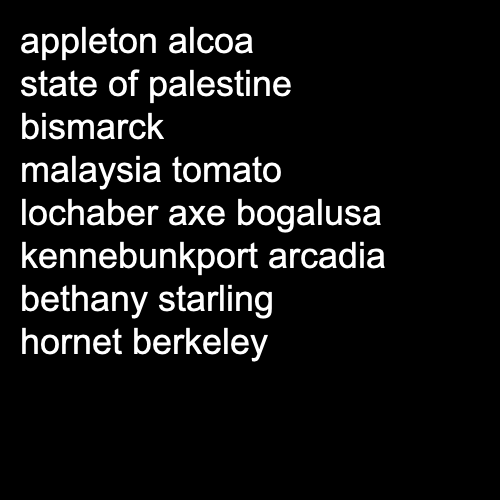 appleton alcoa
state of palestine
bismarck
malaysia tomato
lochaber axe bogalusa
kennebunkport arcadia
bethany starling
hornet berkeley